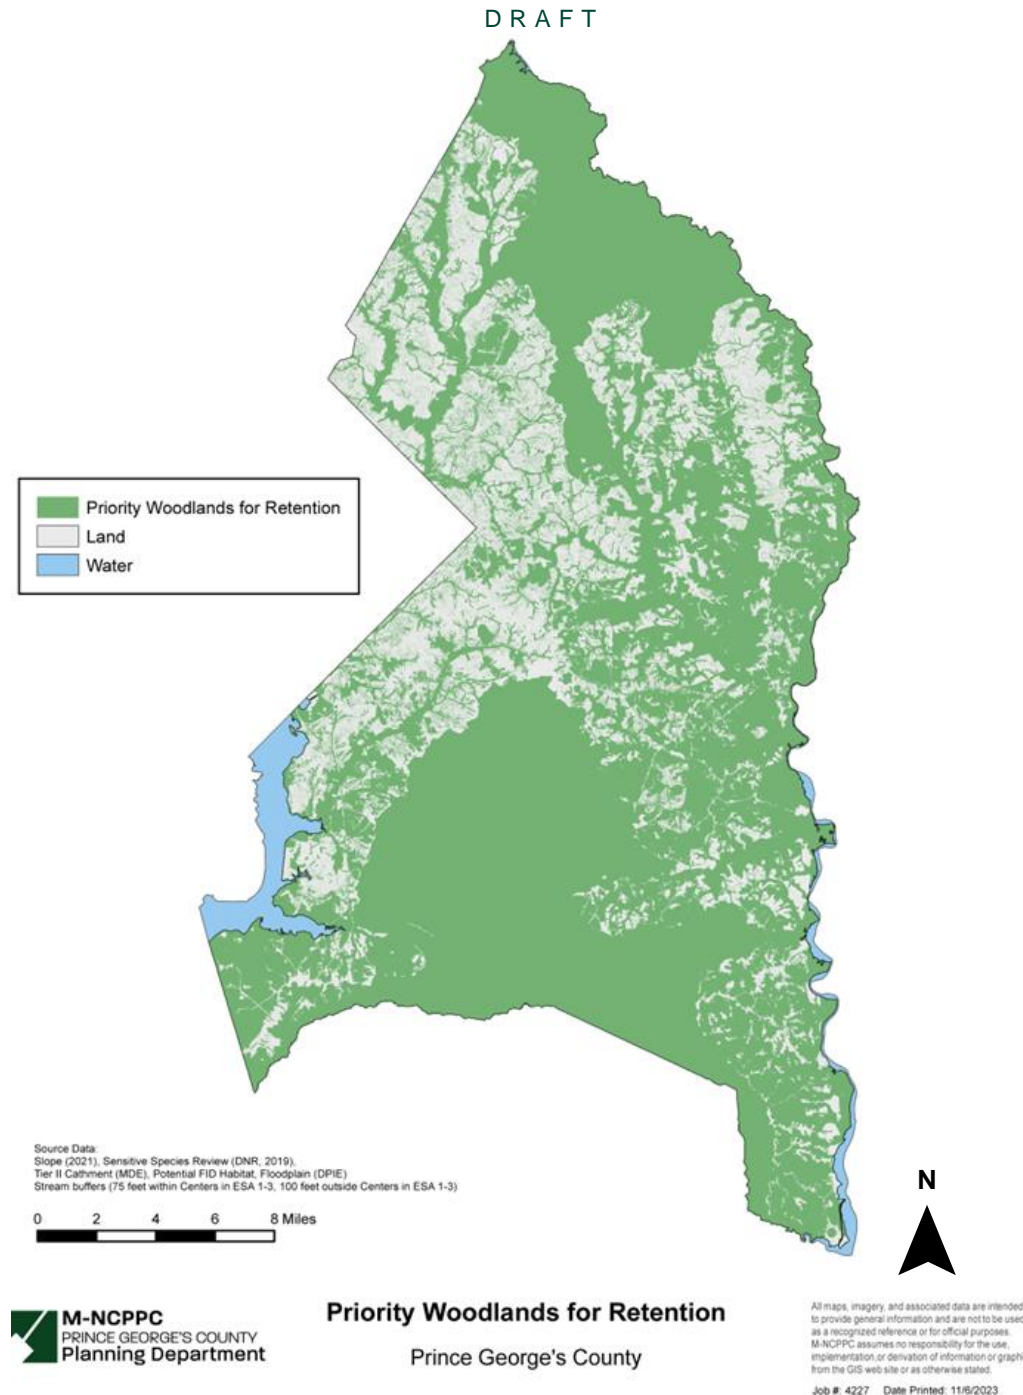 DRAFT
Priority Woodlands for Retention
Land
Water
Source Data:
Slope (2021), Sensitive Species Review (DNR, 2019),
Tier II Cathment (MDE), Potential FID Habitat, Floodplain (DPIE)
Stream buffers (75 feet within Centers in ESA 1-3, 100 feet outside Centers in ESA 1-3)
0 2 4 6 8 Miles
N
M-NCPPC
PRINCE GEORGE'S COUNTY
Planning Department
Priority Woodlands for Retention
Prince George's County
All maps, imagery, and associated data are intended
to provide general information and are not to be used
as a recognized reference or for official purposes.
M-NCPPC assumes no responsibility for the use,
implementation,or derivation of information or graphi
from the GIS web site or as otherwise stated.
Job #: 4227 Date Printed: 11/6/2023